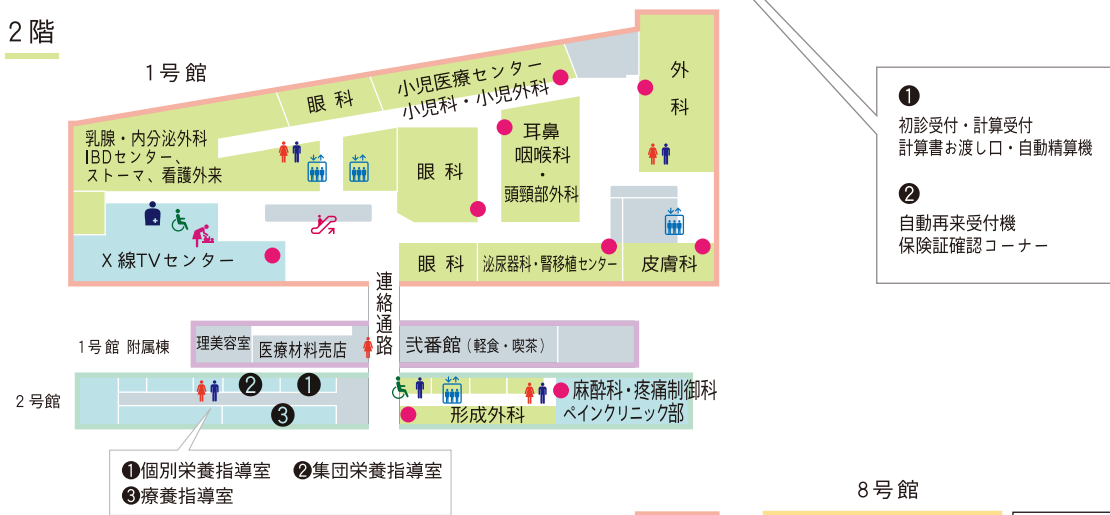 2階
1号館
外科
小児医療センター
小児科・小児外科
眼科
乳腺・内分泌外科
IBDセンター、
ストーマ、看護外来
耳鼻
咽喉科
・
頭頸部外科
眼科
X線TVセンター
眼科
泌尿器科・腎移植センター
皮膚科
連絡通路
1号館 附属棟
理美容室
医療材料売店
弐番館(軽食・喫茶)
2号館
❷
❶
❸
麻酔科・疼痛制御科
ペインクリニック部
形成外科
❶個別栄養指導室 ❷集団栄養指導室
❸療養指導室
❶
初診受付・計算受付
計算書お渡し口・自動精算機
❷
自動再来受付機
保険証確認コーナー
8号館